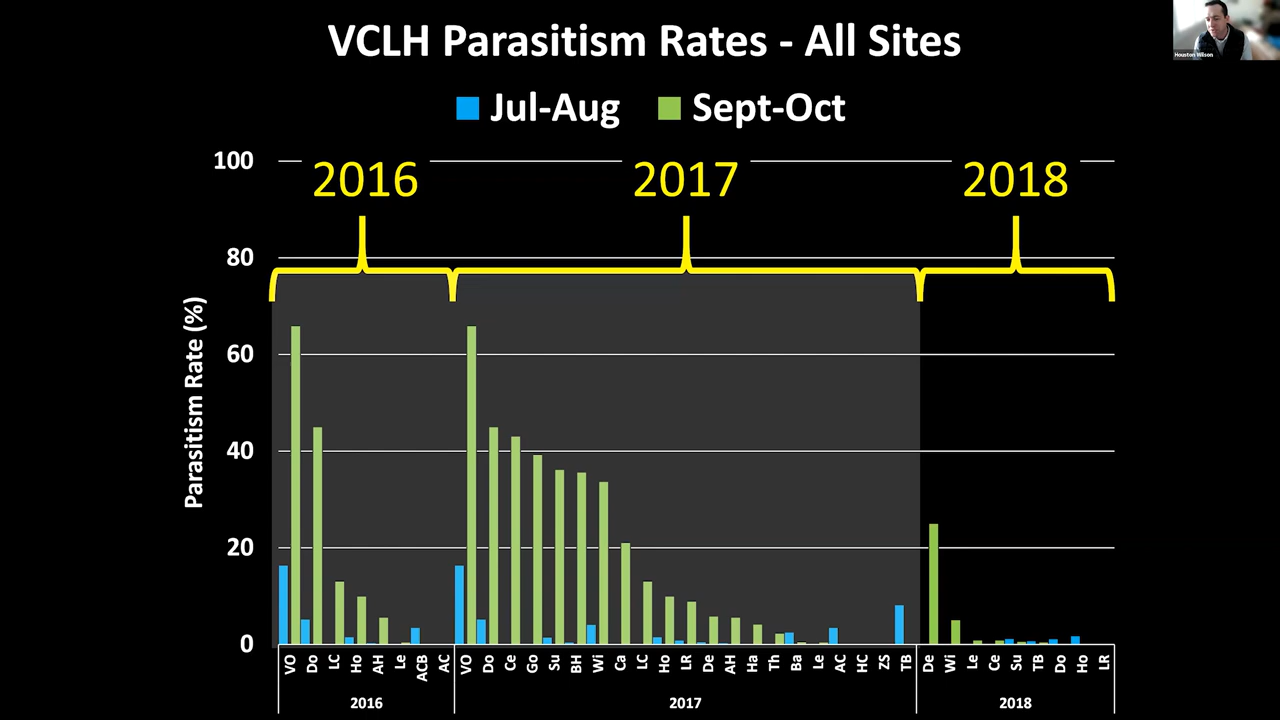 VCLH Parasitism Rates - All Sites
Houston Wilson
Jul-Aug Sept-Oct
100
2016 2017 2018
80
60
40
20
0
Parasitism Rate (%)
VO Do LC Ho AH Le ACB AC VO Do Ce Go Su BH Wi Ca LC Ho LR De AH Ha Th Ba Le AC HC ZS TB De Wi Le Ce Su TB Do Ho LR
2016 2017 2018